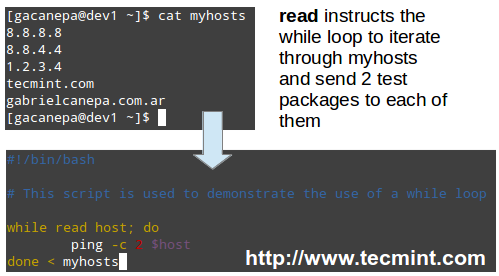 [gacanepa@dev1 ~]$ cat myhosts
8.8.8.8
8.8.4.4
1.2.3.4
tecmint.com
gabrielcanepa.com.ar
[gacanepa@dev1 ~]$
read instructs the
while loop to iterate
through myhosts
and send 2 test
packages to each of
them
#!/bin/bash
# This script is used to demonstrate the use of a while loop
while read host; do
ping -c 2 $host
done < myhosts
http://www.tecmint.com